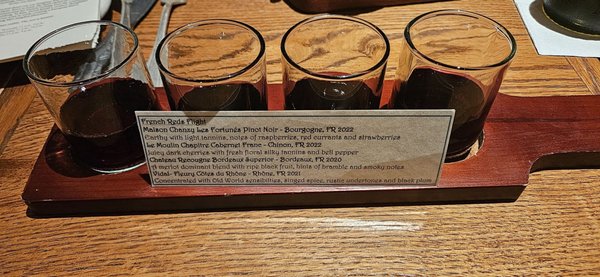 French Reds Flight
Maison Chanzy Les Fortunés Pinot Noir - Bourgogne, FR 2022
Earthy with light tannins, notes of raspberries, red currants and strawberries
Le Moulin Chapitre Cabernet Franc - Chinon, FR 2022
Juicy dark cherries with fresh floral silky tannins and bell pepper
Chateau Recougne Bordeaux Superior - Bordeaux, FR 2020
A merlot dominant blend with ripe black fruit, hints of bramble and smoky notes
Vidal-Fleury Côtes du Rhône - Rhône, FR 2021
Concentrated with Old World sensibilities, singed spice, rustic undertones and black plum